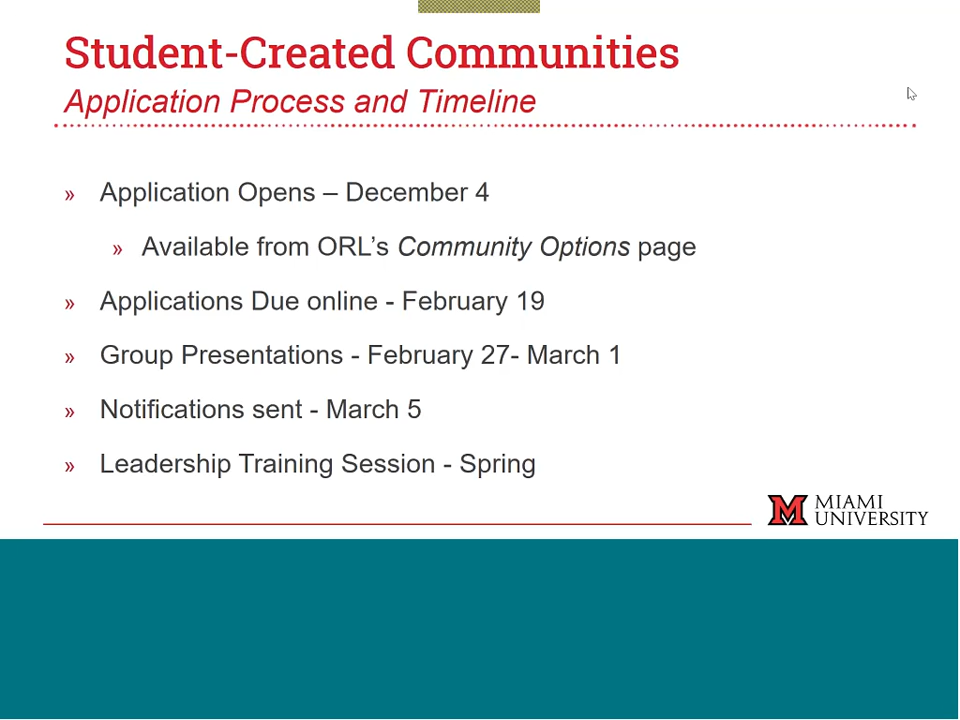 Student-Created Communities
Application Process and Timeline
» Application Opens – December 4
» Available from ORL’s Community Options page
» Applications Due online - February 19
» Group Presentations - February 27- March 1
» Notifications sent - March 5
» Leadership Training Session - Spring
M MIAMI
UNIVERSITY